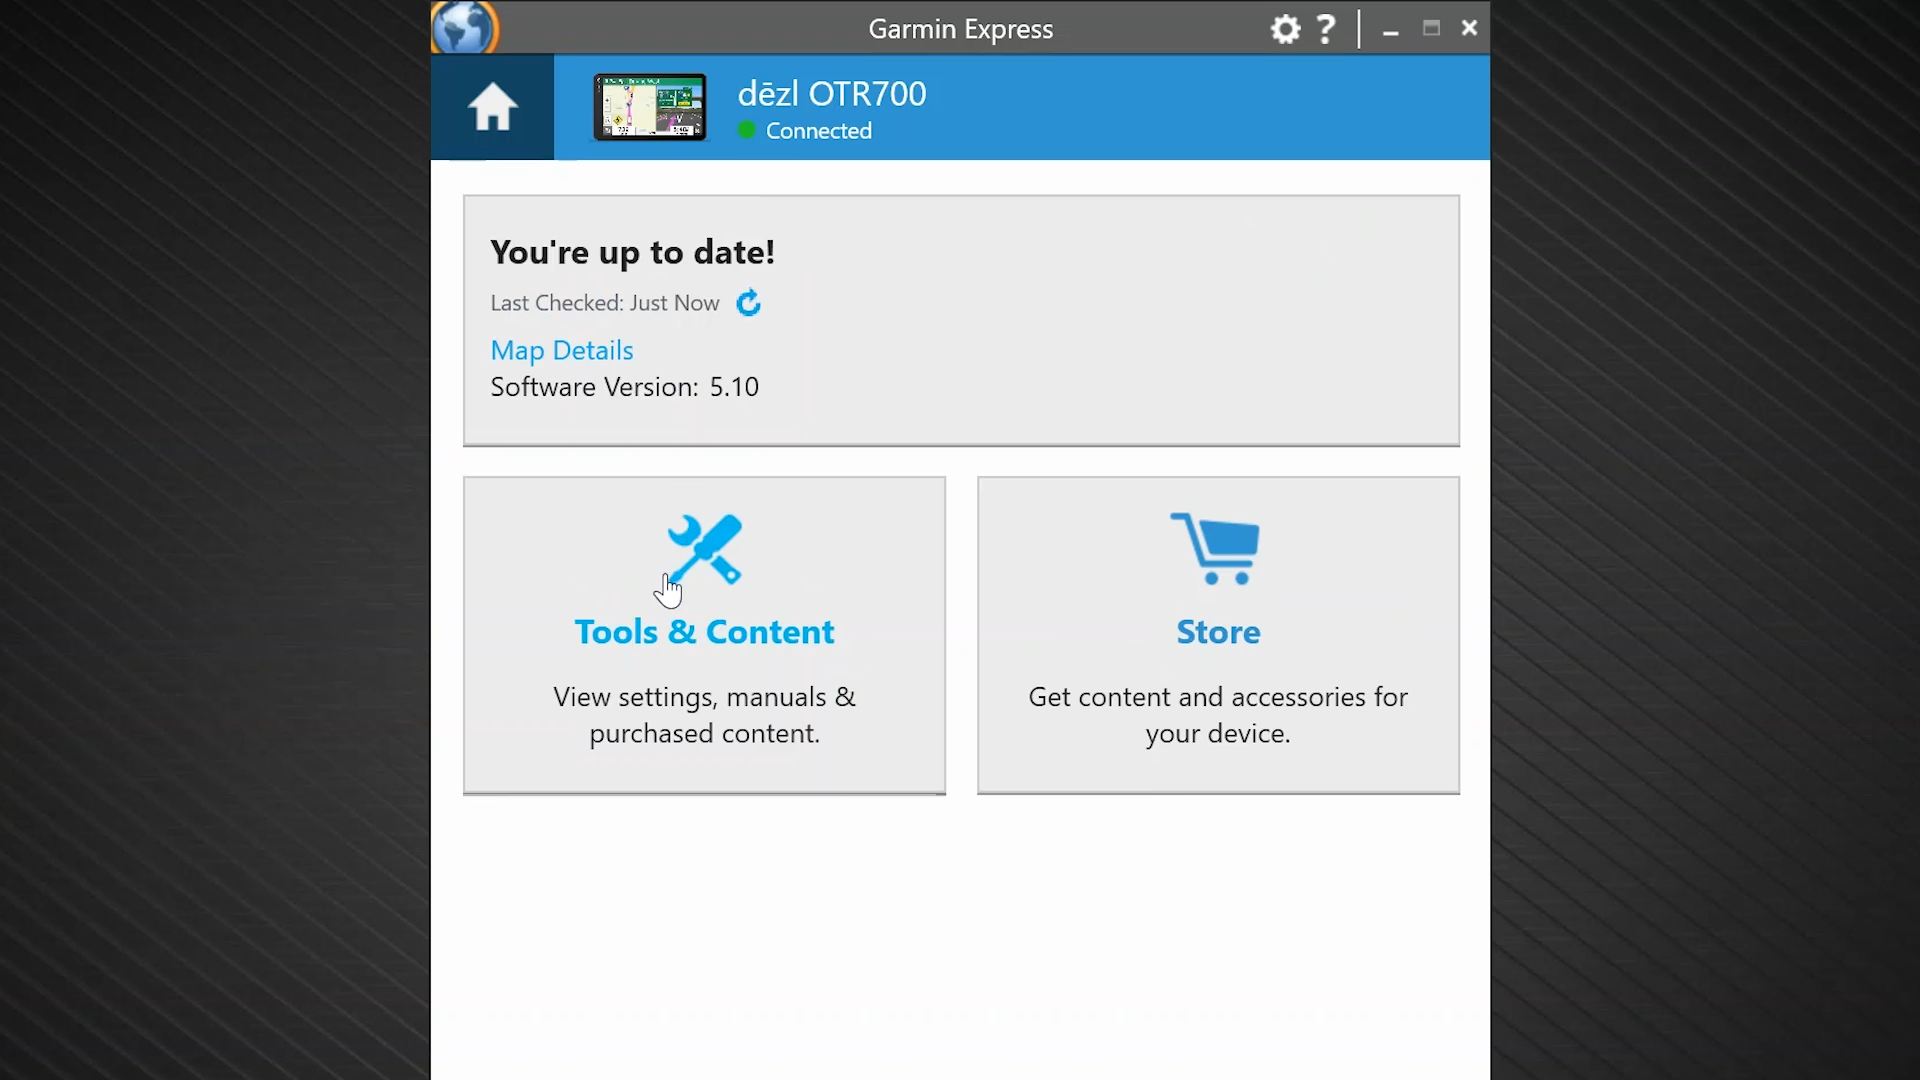 Garmin Express
dēzl OTR700
Connected
You're up to date!
Last Checked: Just Now
Map Details
Software Version: 5.10
Tools & Content
View settings, manuals &
purchased content.
Store
Get content and accessories for
your device.